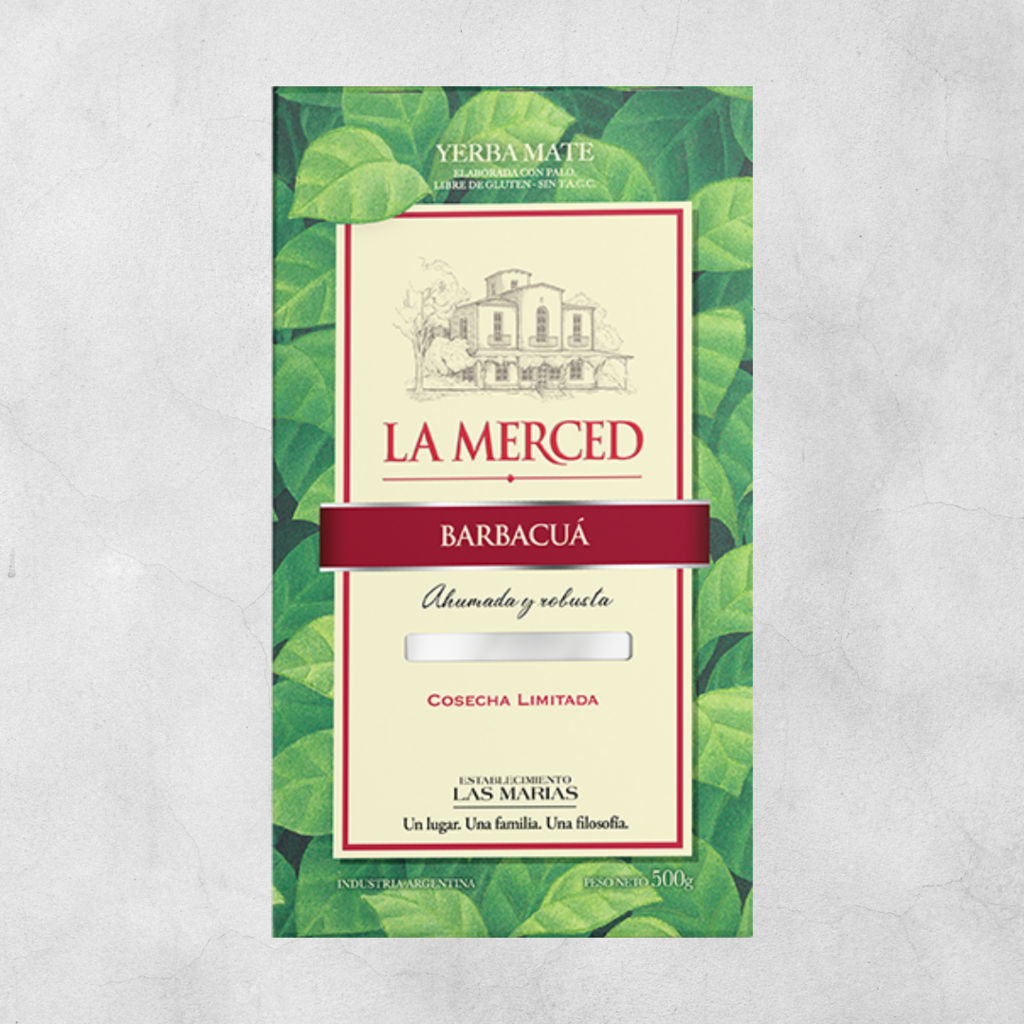 YERBA MATE
ELABORADA CON PALO.
LIBRE DE GLUTEN - SIN T.A.C.C.
LA MERCED
BARBACUÁ
Ahumada y robusta
COSECHA LIMITADA
ESTABLECIMIENTO
LAS MARIAS
Un lugar. Una familia. Una filosofía.
INDUSTRIA ARGENTINA
PESO NETO 500g